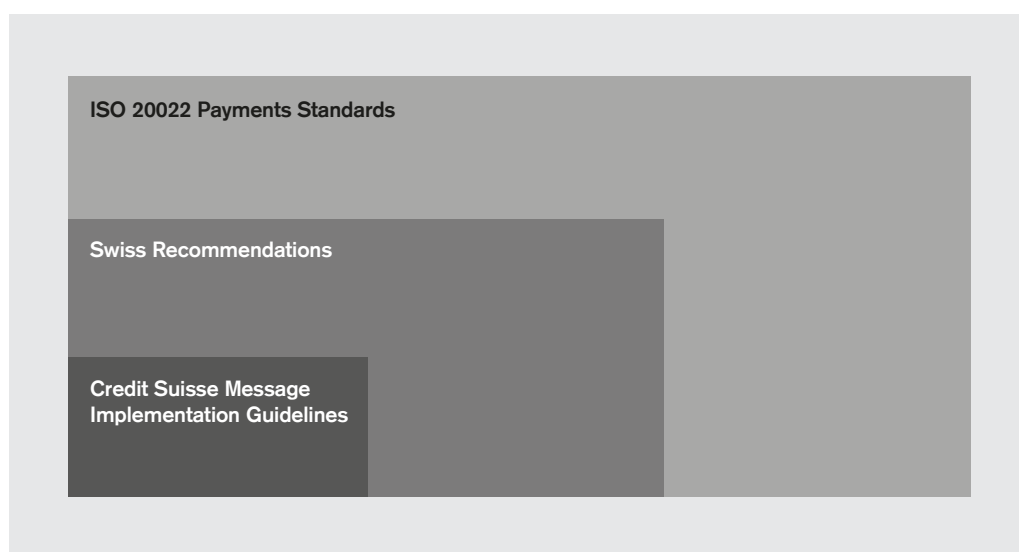 ISO 20022 Payments Standards
Swiss Recommendations
Credit Suisse Message
Implementation Guidelines